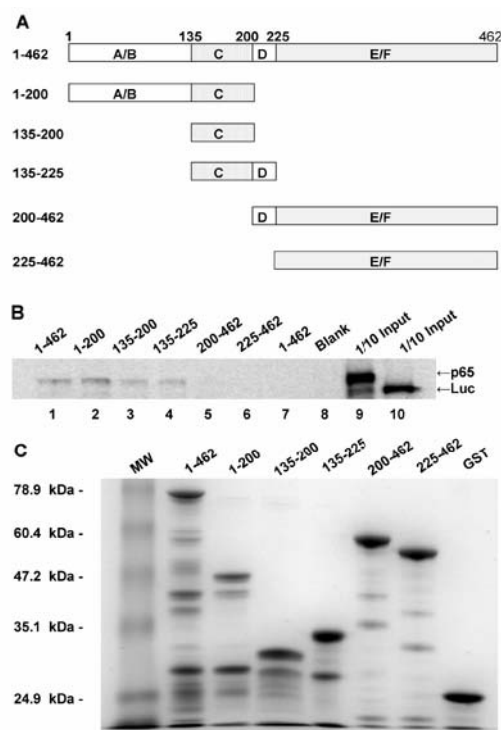 A
1 135 200 225 462
1-462 A/B C D E/F
1-200 A/B C
135-200 C
135-225 C D
200-462 D E/F
225-462 E/F
B
1-462 1-200 135-200 135-225 200-462 225-462 1-462 Blank 1/10 Input 1/10 Input
←p65
←Luc
1 2 3 4 5 6 7 8 9 10
C
MW 1-462 1-200 135-200 135-225 200-462 225-462 GST
78.9 kDa -
60.4 kDa -
47.2 kDa -
35.1 kDa -
24.9 kDa -